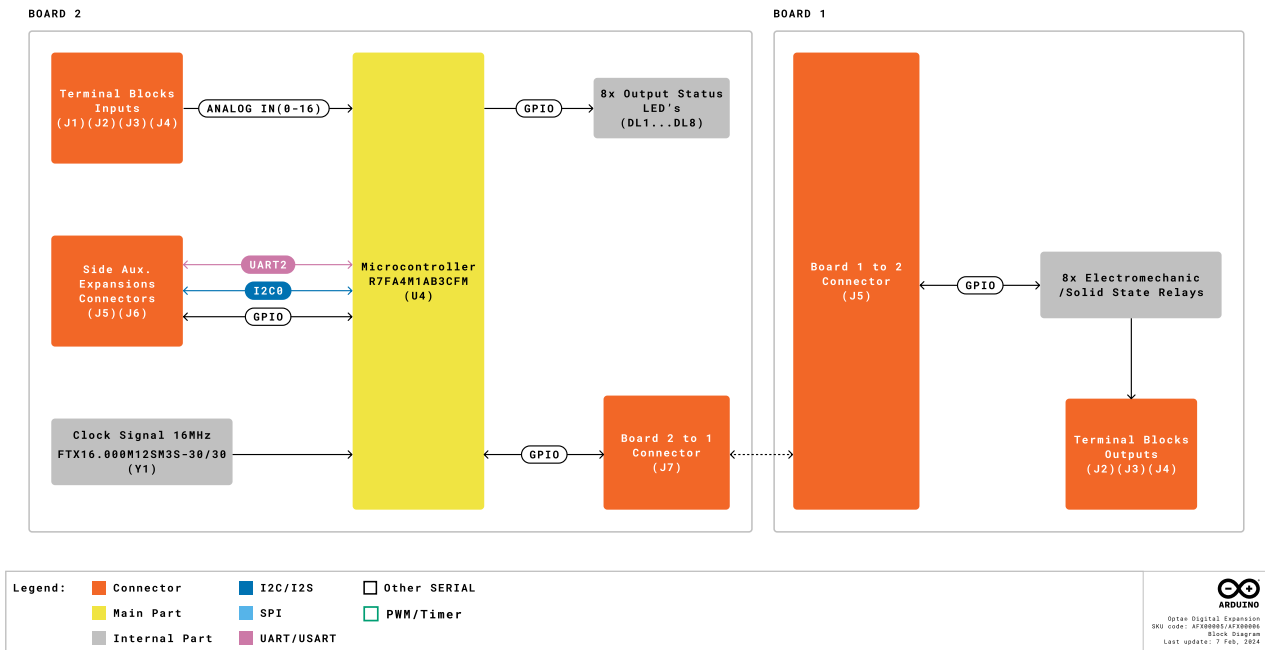 BOARD 2
Terminal Blocks
Inputs
(J1)(J2)(J3)(J4)
ANALOG IN(0-16)
GPIO
8x Output Status
LED's
(DL1...DL8)
Side Aux.
Expansions
Connectors
(J5)(J6)
UART2
I2C0
GPIO
Microcontroller
R7FA4M1AB3CFM
(U4)
Clock Signal 16MHz
FTX16.000M12SM3S-30/30
(Y1)
GPIO
Board 2 to 1
Connector
(J7)
BOARD 1
Board 1 to 2
Connector
(J5)
GPIO
8x Electromechanic
/Solid State Relays
Terminal Blocks
Outputs
(J2)(J3)(J4)
Legend:
Connector
Main Part
Internal Part
I2C/I2S
SPI
UART/USART
Other SERIAL
PWM/Timer
ARDUINO
Optan Digital Expansion
SKU code: AFX00005/AFX00006
Block Diagram
Last update: 7 Feb, 2024